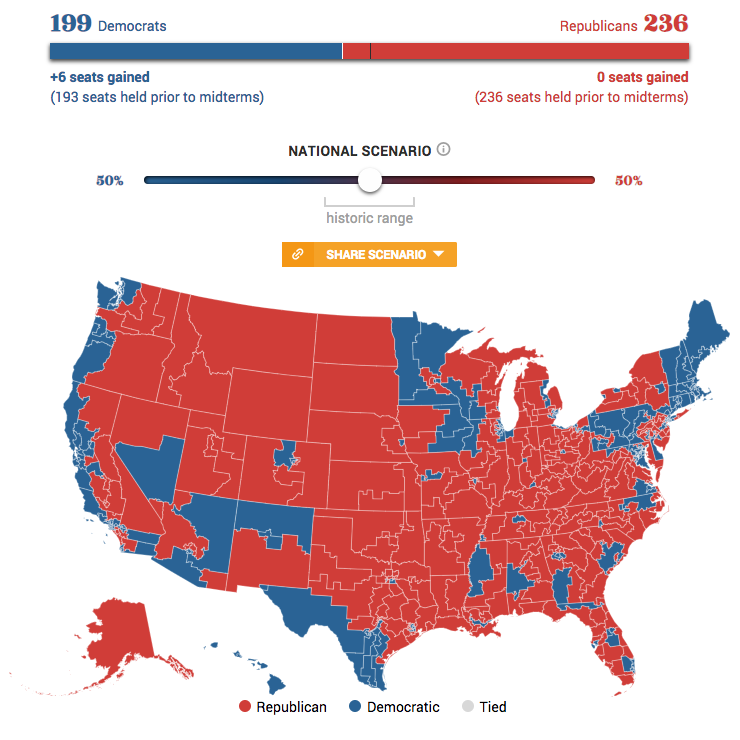 199 Democrats
Republicans 236
+6 seats gained
0 seats gained
(193 seats held prior to midterms)
(236 seats held prior to midterms)
NATIONAL SCENARIO
50%
50%
historic range
SHARE SCENARIO
Republican
Democratic
Tied